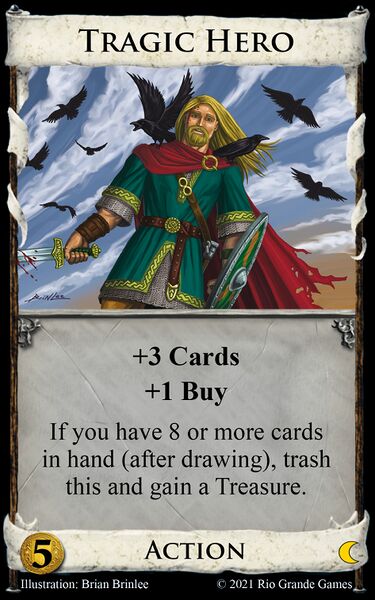 TRAGIC HERO
BRINLEE
+3 Cards
+1 Buy
If you have 8 or more cards
in hand (after drawing), trash
this and gain a Treasure.
5
ACTION
Illustration: Brian Brinlee
© 2021 Rio Grande Games